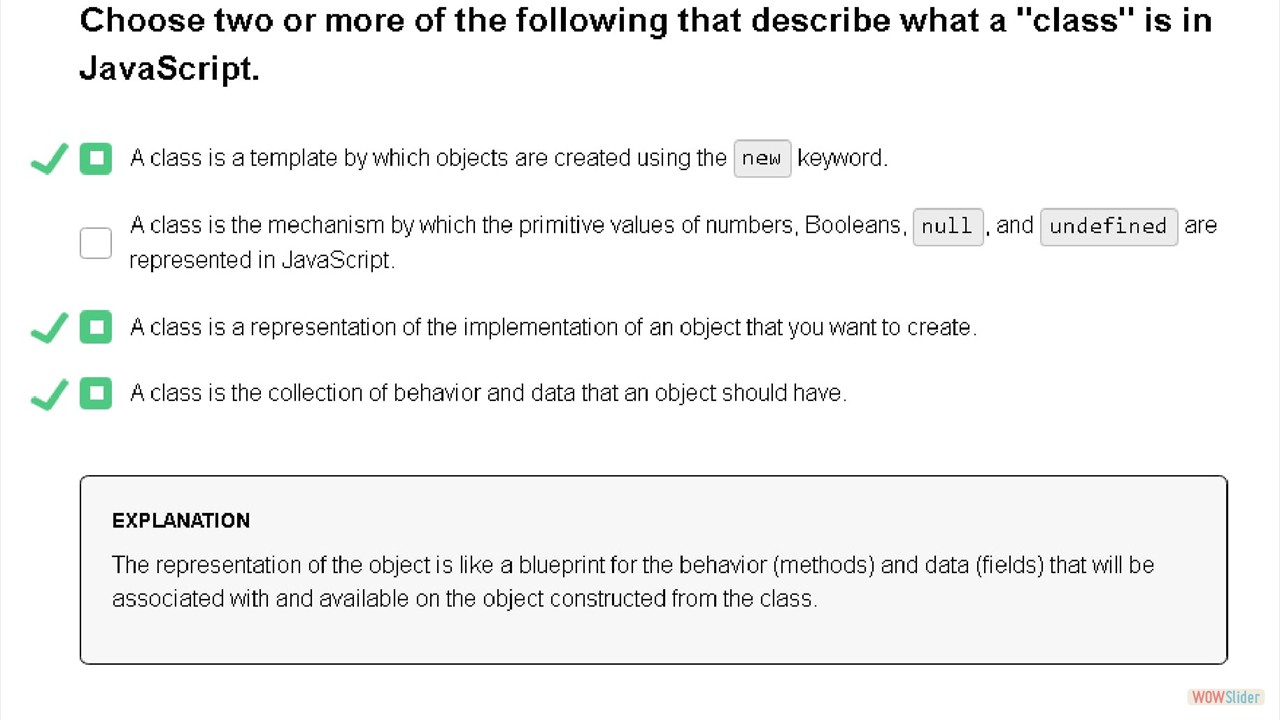 Choose two or more of the following that describe what a "class" is in
JavaScript.
A class is a template by which objects are created using the new keyword.
A class is the mechanism by which the primitive values of numbers, Booleans, null, and undefined are
represented in JavaScript.
A class is a representation of the implementation of an object that you want to create.
A class is the collection of behavior and data that an object should have.
EXPLANATION
The representation of the object is like a blueprint for the behavior (methods) and data (fields) that will be
associated with and available on the object constructed from the class.
WOWSlider